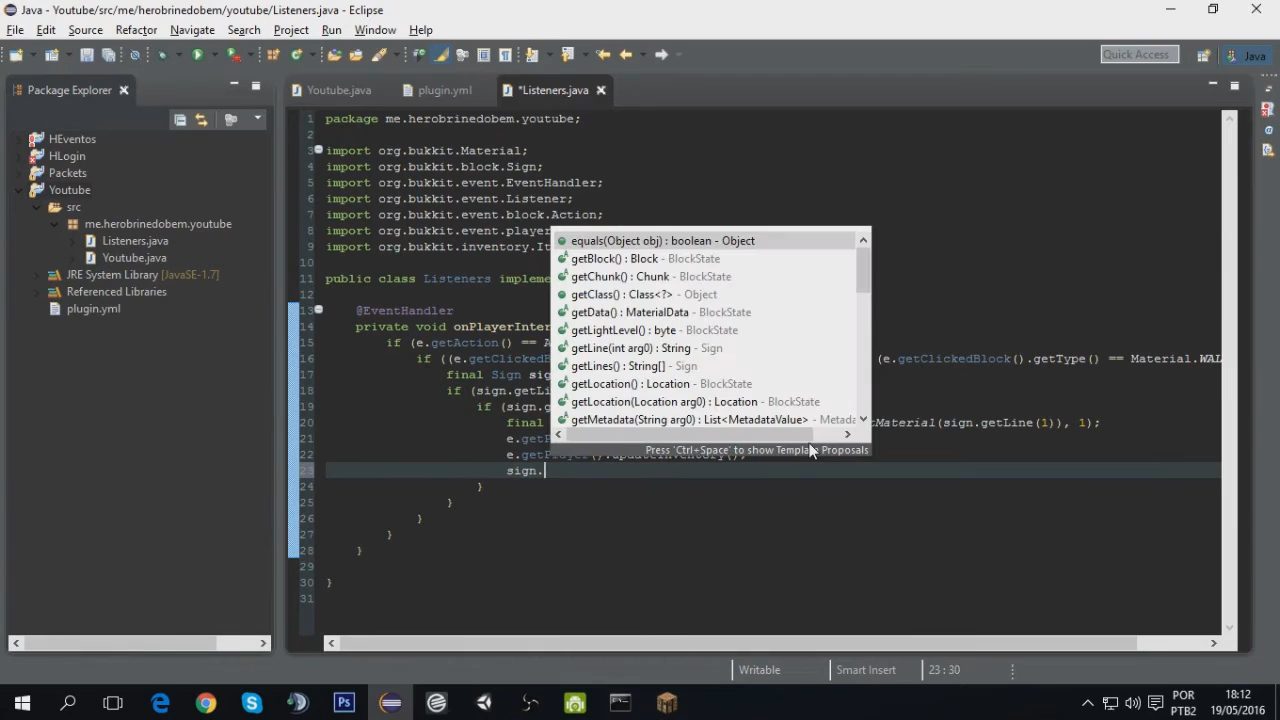 Java - Youtube/src/me/herobrinedobem/youtube/Listeners.java - Eclipse
File Edit Source Refactor Navigate Search Project Run Window Help
Quick Access
Java
Package Explorer
Youtube.java
plugin.yml
*Listeners.java
HEventos
HLogin
Packets
Youtube
src
me.herobrinedobem.youtube
Listeners.java
Youtube.java
JRE System Library [JavaSE-1.7]
Referenced Libraries
plugin.yml
1 package me.herobrinedobem.youtube;
2
3 import org.bukkit.Material;
4 import org.bukkit.block.Sign;
5 import org.bukkit.event.EventHandler;
6 import org.bukkit.event.Listener;
7 import org.bukkit.event.block.Action;
8 import org.bukkit.event.player
9 import org.bukkit.inventory.It
10
11 public class Listeners impleme
12
13 @EventHandler
14 private void onPlayerInter
15 if (e.getAction() == A
16 if ((e.getClickedB (e.getClickedBlock().getType() == Material.WAL
17 final Sign sig
18 if (sign.getLi
19 if (sign.g
20 final Material(sign.getLine(1)), 1);
21 e.getP
22 e.getPlayer().updateInventory();
23 sign.
24 }
25 }
26 }
27 }
28 }
29
30 }
31
equals(Object obj) : boolean - Object
getBlock() : Block - BlockState
getChunk() : Chunk - BlockState
getClass() : Class<?> - Object
getData() : MaterialData - BlockState
getLightLevel() : byte - BlockState
getLine(int arg0) : String - Sign
getLines() : String[] - Sign
getLocation() : Location - BlockState
getLocation(Location arg0) : Location - BlockState
getMetadata(String arg0) : List<MetadataValue> - Metada
Press 'Ctrl+Space' to show Template Proposals
Writable
Smart Insert
23 : 30
POR
PTB2
18:12
19/05/2016